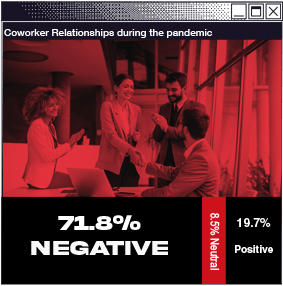 Coworker Relationships during the pandemic
71.8%
NEGATIVE
8.5% Neutral
19.7%
Positive